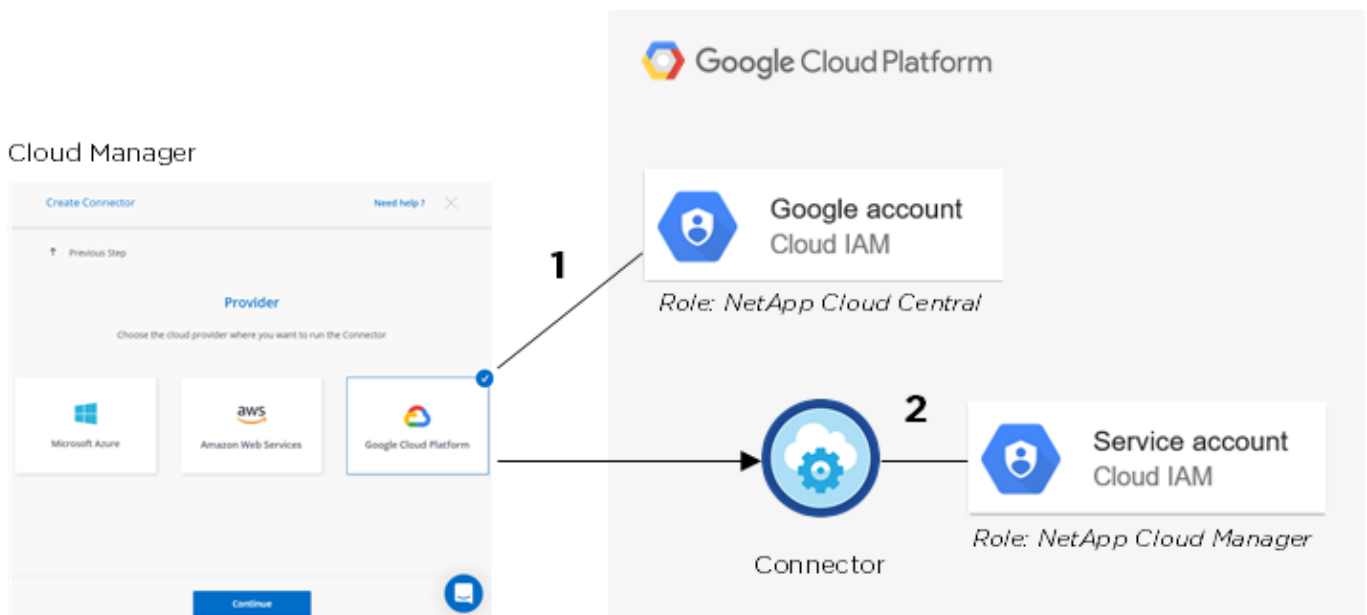 Google Cloud Platform
Cloud Manager
Create Connector
Need help ?
Previous Step
Provider
Choose the cloud provider where you want to run the Connector
Microsoft Azure
aws
Amazon Web Services
Google Cloud Platform
Continue
1
Google account
Cloud IAM
Role: NetApp Cloud Central
Connector
2
Service account
Cloud IAM
Role: NetApp Cloud Manager